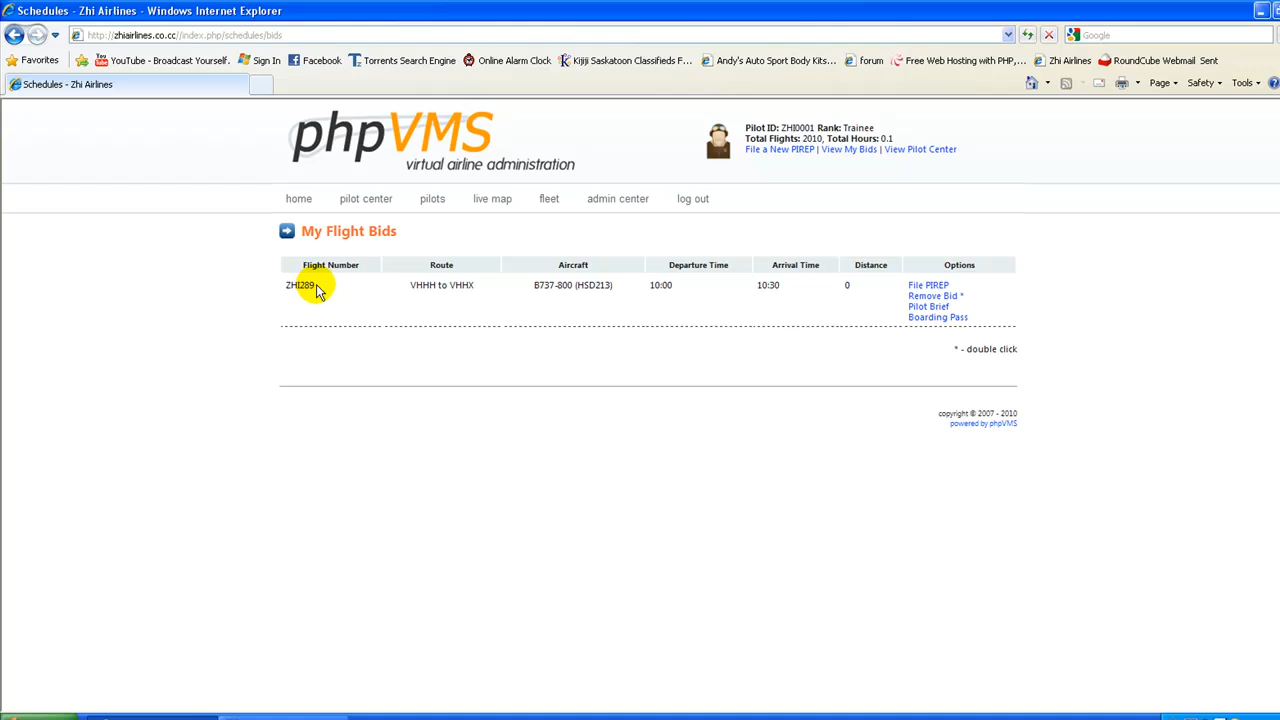 Schedules - Zhi Airlines - Windows Internet Explorer
http://zhiairlines.co.cc//index.php/schedules/bids
Google
Favorites
YouTube - Broadcast Yourself.
Sign In
Facebook
Torrents Search Engine
Online Alarm Clock
Kijiji Saskatoon Classifieds F...
Andy's Auto Sport Body Kits...
forum
Free Web Hosting with PHP,...
Zhi Airlines
RoundCube Webmail Sent
Schedules - Zhi Airlines
Page
Safety
Tools
phpVMS
virtual airline administration
Pilot ID: ZHI0001 Rank: Trainee
Total Flights: 2010, Total Hours: 0.1
File a New PIREP | View My Bids | View Pilot Center
home pilot center pilots live map fleet admin center log out
My Flight Bids
Flight Number Route Aircraft Departure Time Arrival Time Distance Options
ZHI289 VHHH to VHHX B737-800 (HSD213) 10:00 10:30 0 File PIREP
Remove Bid *
Pilot Brief
Boarding Pass
* - double click
copyright © 2007 - 2010
powered by phpVMS